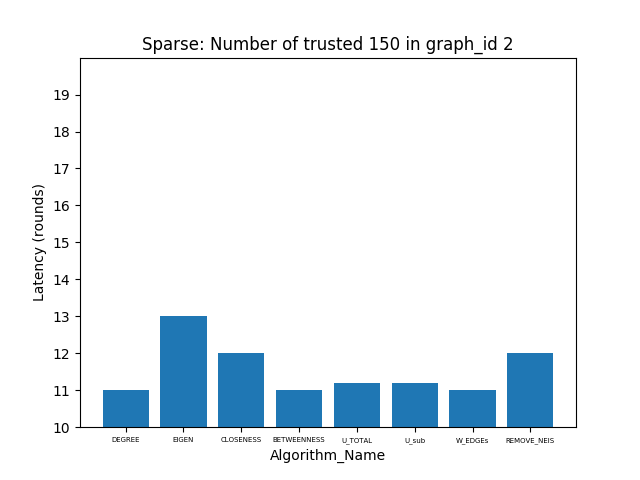 Sparse: Number of trusted 150 in graph_id 2
19
18
17
16
15
14
13
12
11
10
Latency (rounds)
DEGREE EIGEN CLOSENESS BETWEENNESS U_TOTAL U_sub W_EDGEs REMOVE_NEIS
Algorithm_Name